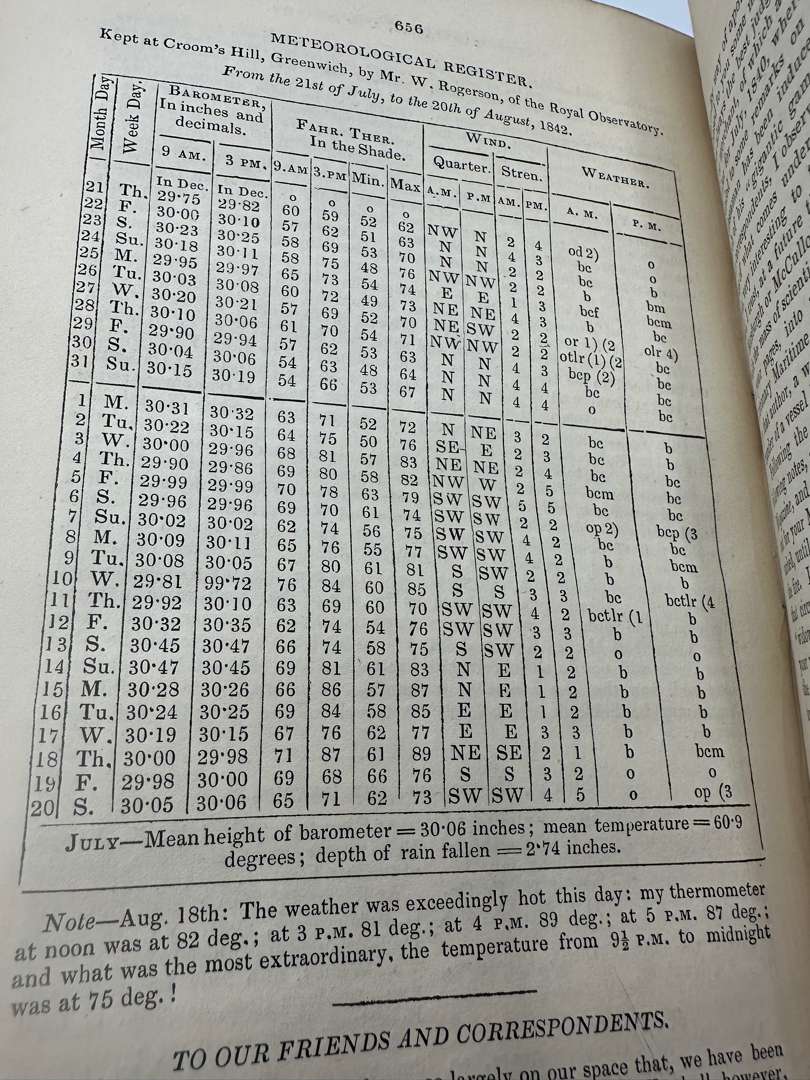 656
METEOROLOGICAL REGISTER.
Kept at Croom's Hill, Greenwich, by Mr. W. Rogerson, of the Royal Observatory.
From the 21st of July, to the 20th of August, 1842.
Month Day Week Day. BAROMETER, In inches and decimals. FAHR. THER. In the Shade. WIND. WEATHER.
Quarter. Stren.
9 AM. 3 PM. 9.AM 3.PM Min. Max A.M. P.M AM. PM. A. M. P. M.
In Dec. In Dec. o o o o
21 Th. 29·75 29·82 60 59 52 62 NW N 2 4 od 2) o
22 F. 30·00 30·10 57 62 51 63 N N 4 3 bc o
23 S. 30·23 30·25 58 69 53 70 N N 2 2 bc b
24 Su. 30·18 30·11 58 75 48 76 NW NW 2 2 b bm
25 M. 29·95 29·97 65 73 54 74 E E 1 3 bcf bcm
26 Tu. 30·03 30·08 60 72 49 73 NE NE 4 3 b bc
27 W. 30·20 30·21 57 69 52 70 NE SW 2 2 or 1) (2 olr 4)
28 Th. 30·10 30·06 61 70 54 71 NW NW 2 2 otlr (1) (2 bc
29 F. 29·90 29·94 57 62 53 63 N N 4 3 bcp (2) bc
30 S. 30·04 30·06 54 63 48 64 N N 4 4 bc bc
31 Su. 30·15 30·19 54 66 53 67 N N 4 4 o bc
1 M. 30·31 30·32 63 71 52 72 N NE 3 2 bc b
2 Tu. 30·22 30·15 64 75 50 76 SE E 2 3 bc b
3 W. 30·00 29·96 68 81 57 83 NE NE 2 4 bc bc
4 Th. 29·90 29·86 69 80 58 82 NW W 2 5 bcm bc
5 F. 29·99 29·99 70 78 63 79 SW SW 5 5 bc bc
6 S. 29·96 29·96 69 70 61 74 SW SW 2 2 op 2) bcp (3
7 Su. 30·02 30·02 62 74 56 75 SW SW 4 2 bc bc
8 M. 30·09 30·11 65 76 55 77 SW SW 4 2 b bcm
9 Tu. 30·08 30·05 67 80 61 81 S SW 2 2 b b
10 W. 29·81 99·72 76 84 60 85 S S 3 3 bc bctlr (4
11 Th. 29·92 30·10 63 69 60 70 SW SW 4 2 bctlr (1 b
12 F. 30·32 30·35 62 74 54 76 SW SW 3 3 b b
13 S. 30·45 30·47 66 74 58 75 S SW 2 2 o o
14 Su. 30·47 30·45 69 81 61 83 N E 1 2 b b
15 M. 30·28 30·26 66 86 57 87 N E 1 2 b b
16 Tu. 30·24 30·25 69 84 58 85 E E 1 2 b b
17 W. 30·19 30·15 67 76 62 77 E E 3 3 b b
18 Th. 30·00 29·98 71 87 61 89 NE SE 2 1 b bcm
19 F. 29·98 30·00 69 68 66 76 S S 3 2 o o
20 S. 30·05 30·06 65 71 62 73 SW SW 4 5 o op (3
JULY—Mean height of barometer = 30·06 inches; mean temperature = 60·9
degrees; depth of rain fallen = 2·74 inches.
Note—Aug. 18th: The weather was exceedingly hot this day: my thermometer
at noon was at 82 deg.; at 3 P.M. 81 deg.; at 4 P.M. 89 deg.; at 5 P.M. 87 deg.;
and what was the most extraordinary, the temperature from 9½ P.M. to midnight
was at 75 deg.!
TO OUR FRIENDS AND CORRESPONDENTS.
largely on our space that, we have been
however,